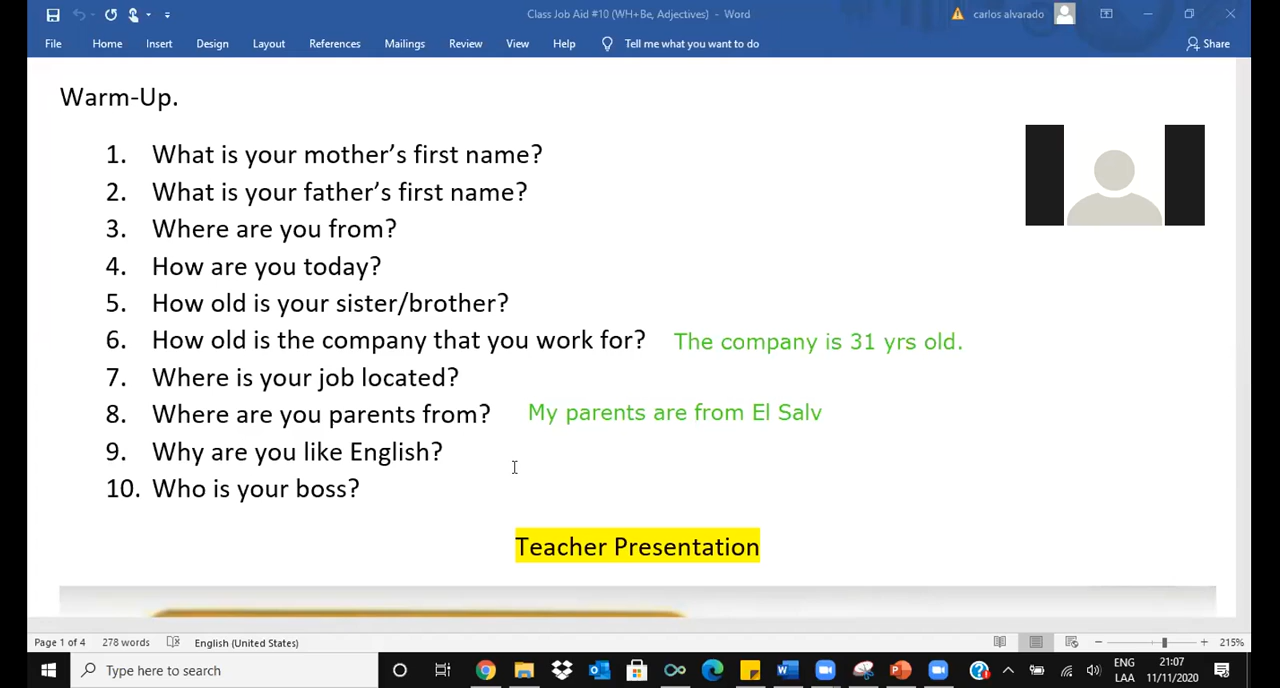 Class Job Aid #10 (WH+Be, Adjectives) - Word
carlos alvarado
File Home Insert Design Layout References Mailings Review View Help Tell me what you want to do Share
Warm-Up.
1. What is your mother’s first name?
2. What is your father’s first name?
3. Where are you from?
4. How are you today?
5. How old is your sister/brother?
6. How old is the company that you work for? The company is 31 yrs old.
7. Where is your job located?
8. Where are you parents from? My parents are from El Salv
9. Why are you like English?
10. Who is your boss?
Teacher Presentation
Page 1 of 4 278 words English (United States) 215%
Type here to search
ENG 21:07
LAA 11/11/2020